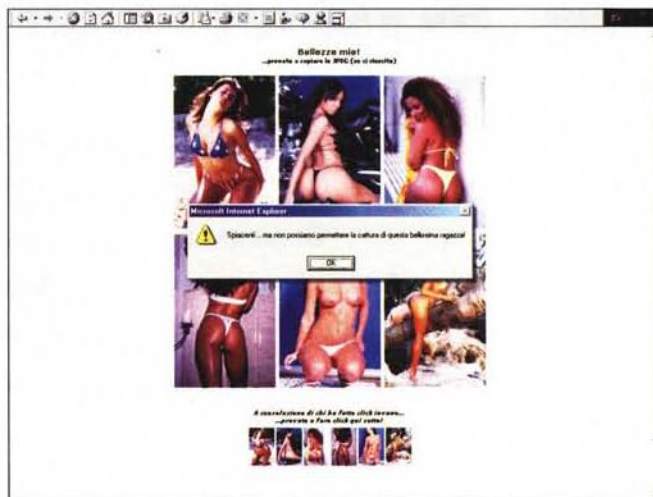 Bellezze mie!
...provate a copiare le JPEG (se ci riuscite)
Microsoft Internet Explorer
Spiacenti... ma non possiamo permettere la cattura di questa bellissima ragazza!
OK
A consolazione di chi ha fatto click invano...
...provate a fare click qui sotto!